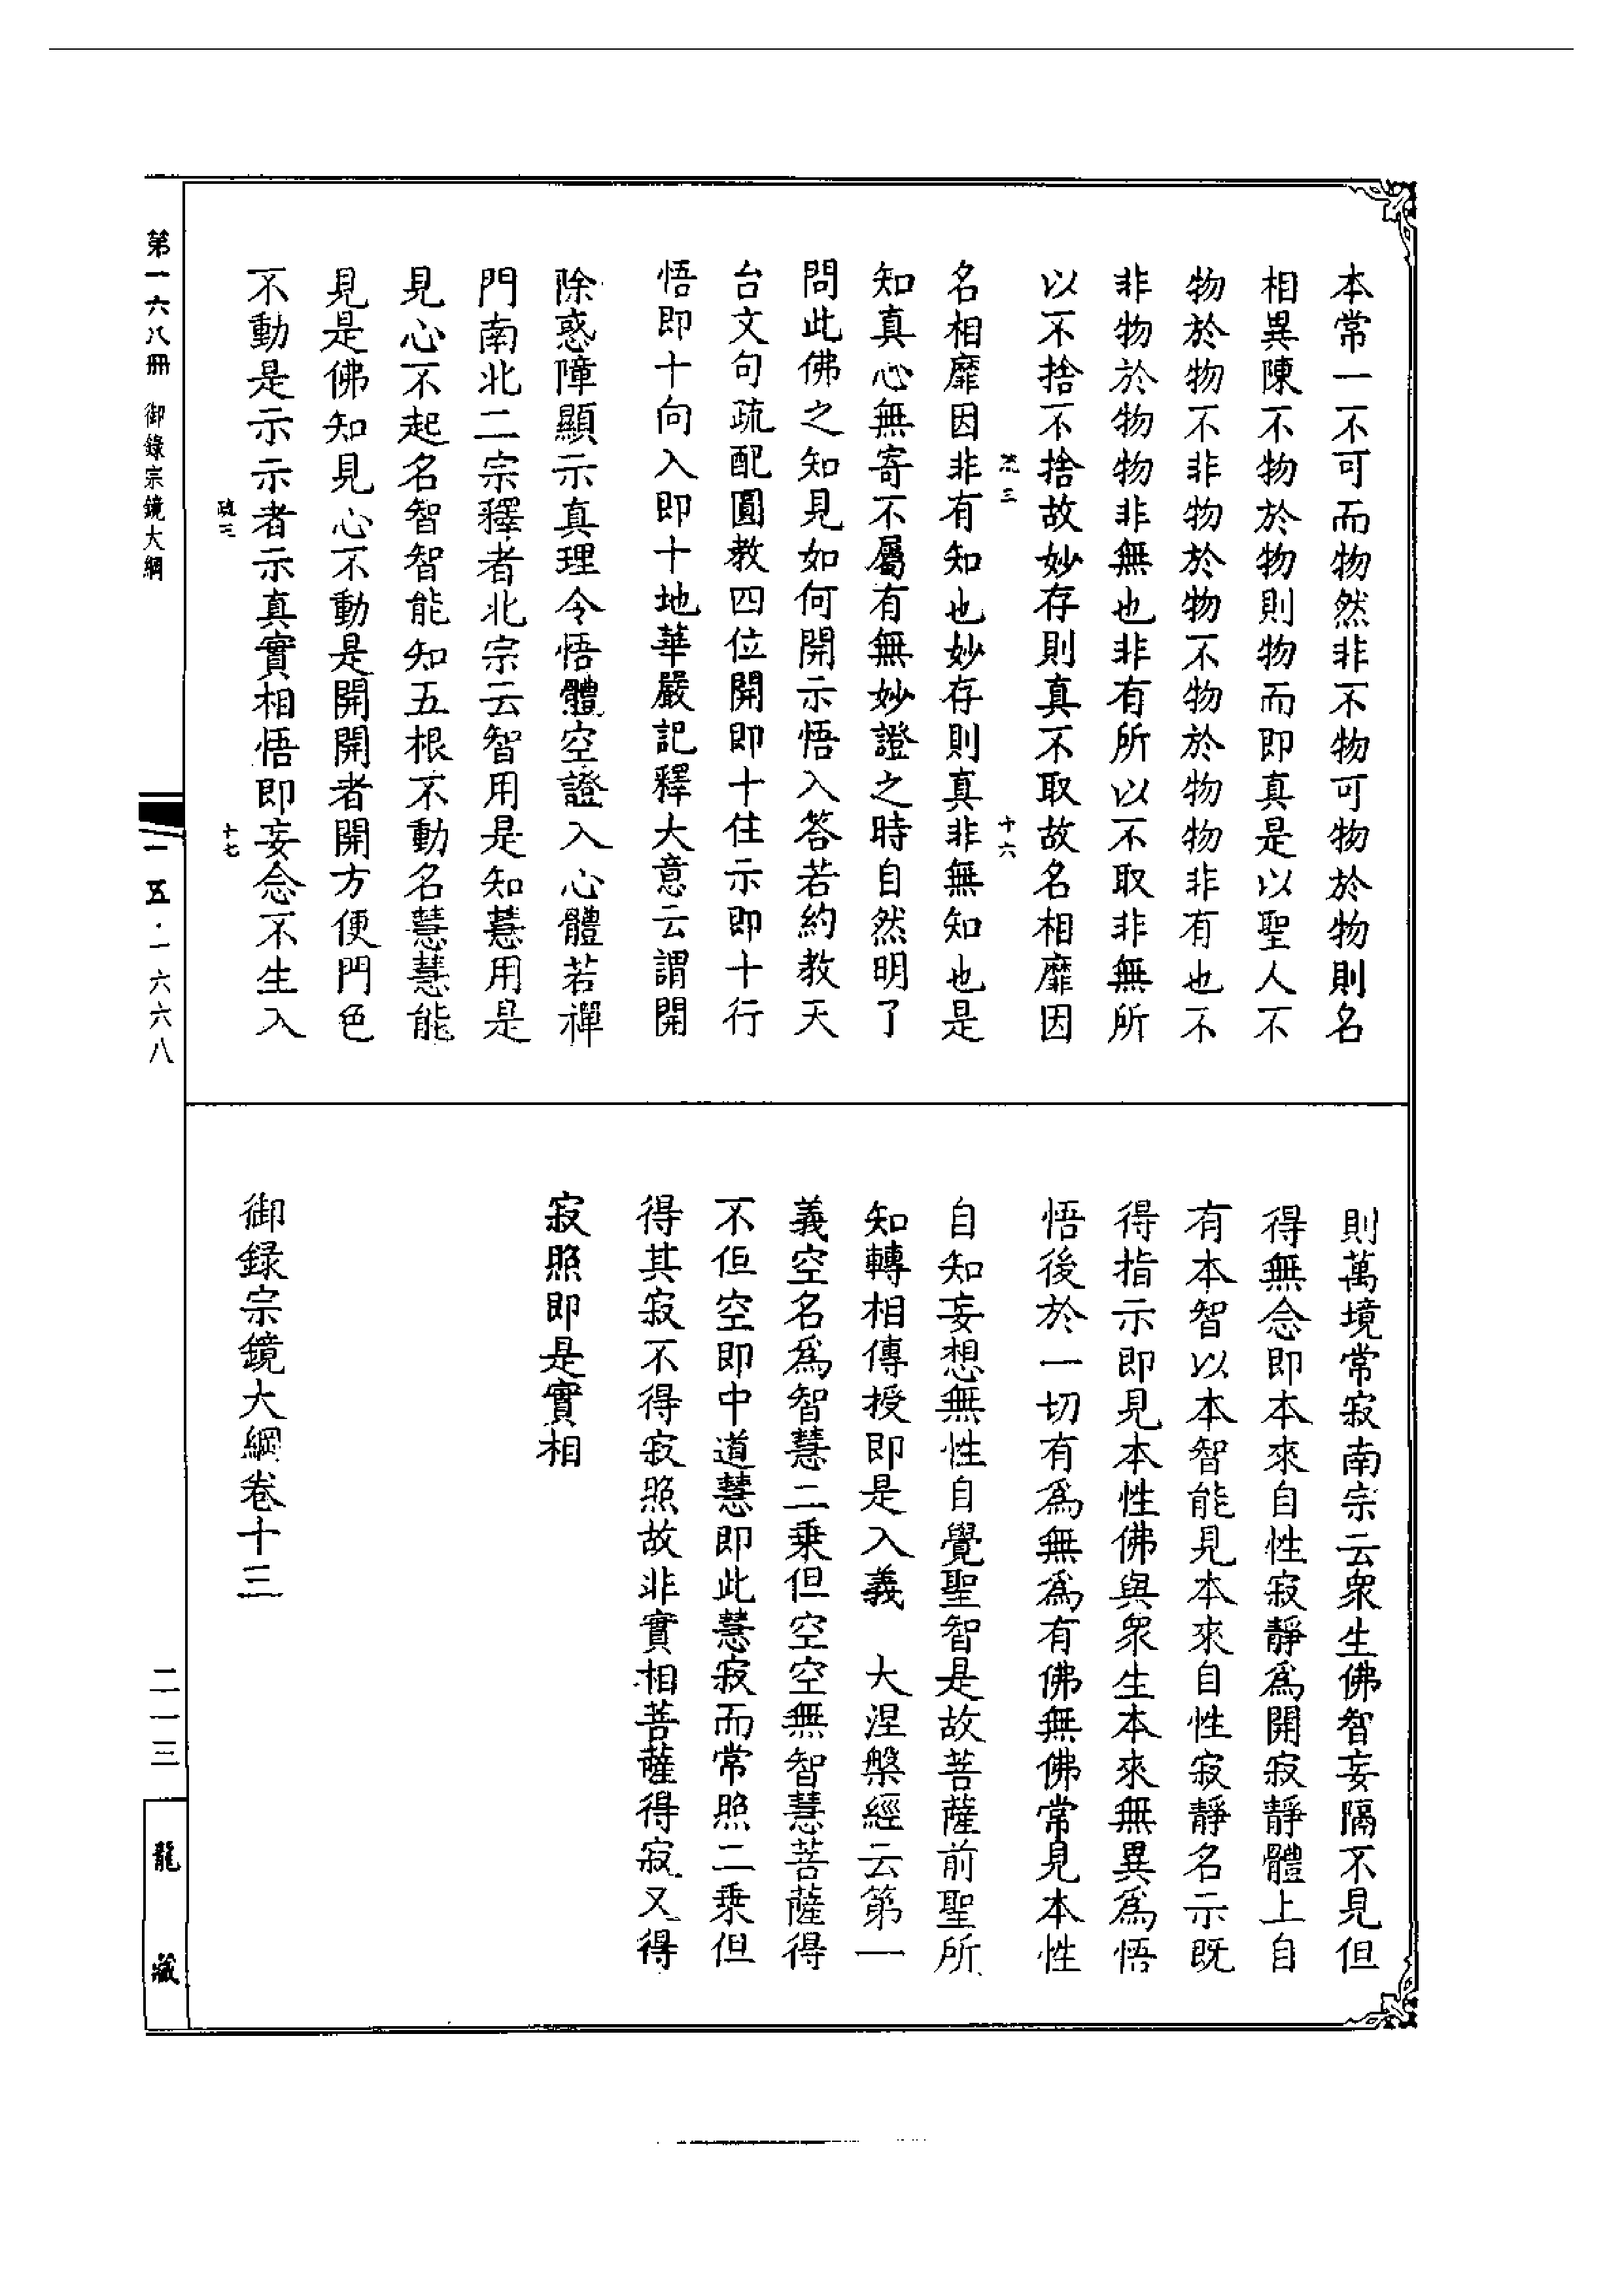 本常一不可而物然非不物可物於物則名
相異陳不物於物則物而即真是以聖人不
物於物不非物於物不物於物物非有也不
非物於物物非無也非有所以不取非無所
以不捨不捨故妙存則真不取故名相靡因
三 十六
名相靡因非有知也妙存則真非無知也是
知真心無寄不屬有無妙證之時自然明了
問此佛之知見如何開示悟入答若約教天
台文句疏配圓教四位開即十住示即十行
悟即十向入即十地華嚴記釋大意云謂開
除惑障顯示真理令悟體空證入心體若禪
門南北二宗釋者北宗云智用是知慧用是
見心不起名智智能知五根不動名慧慧能
見是佛知見心不動是開開者開方便門色
不動是示示者示真實相悟即妄念不生入
三 十七
則萬境常寂南宗云眾生佛智妄隔不見但
得無念即本來自性寂靜為開寂靜體上自
有本智以本智能見本來自性寂靜名示既
得指示即見本性佛與眾生本來無異為悟
悟後於一切有為無為有佛無佛常見本性
自知妄想無性自覺聖智是故菩薩前聖所
知轉相傳授即是入義 大涅槃經云第一
義空名為智慧二乘但空空無智慧菩薩得
不但空即中道慧即此慧寂而常照二乘但
得其寂不得寂照故非實相菩薩得寂又得
寂照即是實相
御錄宗鏡大綱卷十三
第一六八冊 御錄宗鏡大綱
一五·一六六八
二一三
龍藏